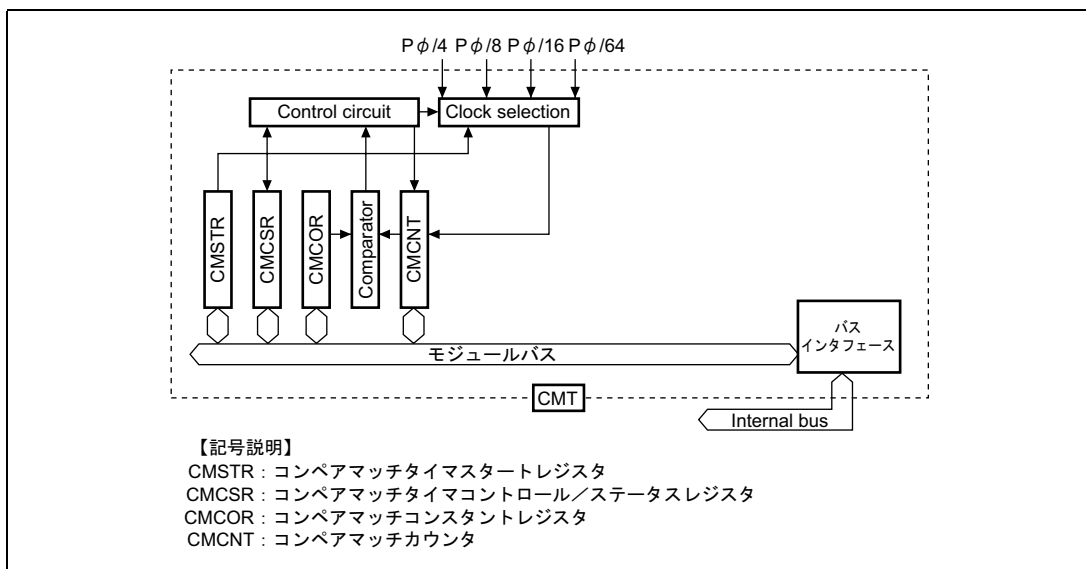 Pφ/4 Pφ/8 Pφ/16 Pφ/64
Control circuit
Clock selection
CMSTR
CMCSR
CMCOR
Comparator
CMCNT
バス
インタフェース
モジュールバス
CMT
Internal bus
【記号説明】
CMSTR：コンペアマッチタイマスタートレジスタ
CMCSR：コンペアマッチタイマコントロール／ステータスレジスタ
CMCOR：コンペアマッチコンスタントレジスタ
CMCNT：コンペアマッチカウンタ